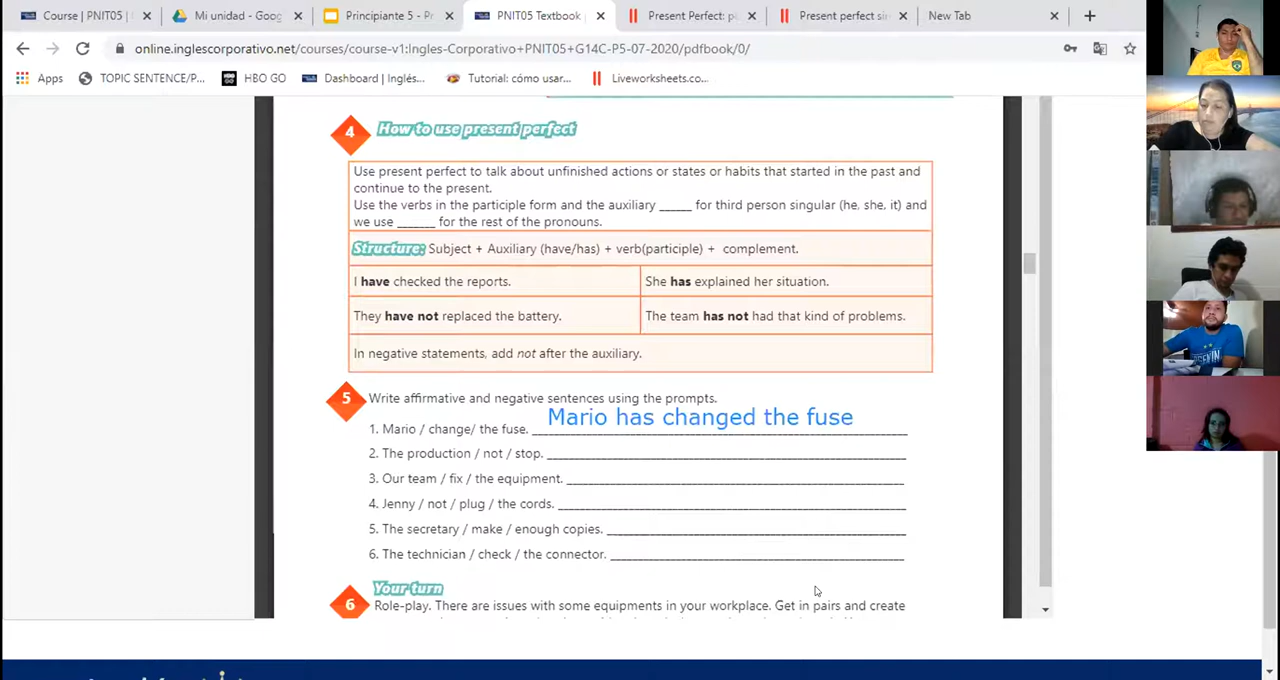 Course | PNIT05 |
Mi unidad - Goog
Principiante 5 - Pr
PNIT05 Textbook
Present Perfect: p
Present perfect sin
New Tab
online.inglescorporativo.net/courses/course-v1:Ingles-Corporativo+PNIT05+G14C-P5-07-2020/pdfbook/0/
Apps
TOPIC SENTENCE/P...
HBO GO
Dashboard | Inglés...
Tutorial: cómo usar...
Liveworksheets.co...
4 How to use present perfect
Use present perfect to talk about unfinished actions or states or habits that started in the past and
continue to the present.
Use the verbs in the participle form and the auxiliary ______ for third person singular (he, she, it) and
we use _______ for the rest of the pronouns.
Structure: Subject + Auxiliary (have/has) + verb(participle) + complement.
I have checked the reports.
She has explained her situation.
They have not replaced the battery.
The team has not had that kind of problems.
In negative statements, add not after the auxiliary.
5 Write affirmative and negative sentences using the prompts.
Mario has changed the fuse
1. Mario / change/ the fuse.
2. The production / not / stop.
3. Our team / fix / the equipment.
4. Jenny / not / plug / the cords.
5. The secretary / make / enough copies.
6. The technician / check / the connector.
Your turn
6 Role-play. There are issues with some equipments in your workplace. Get in pairs and create